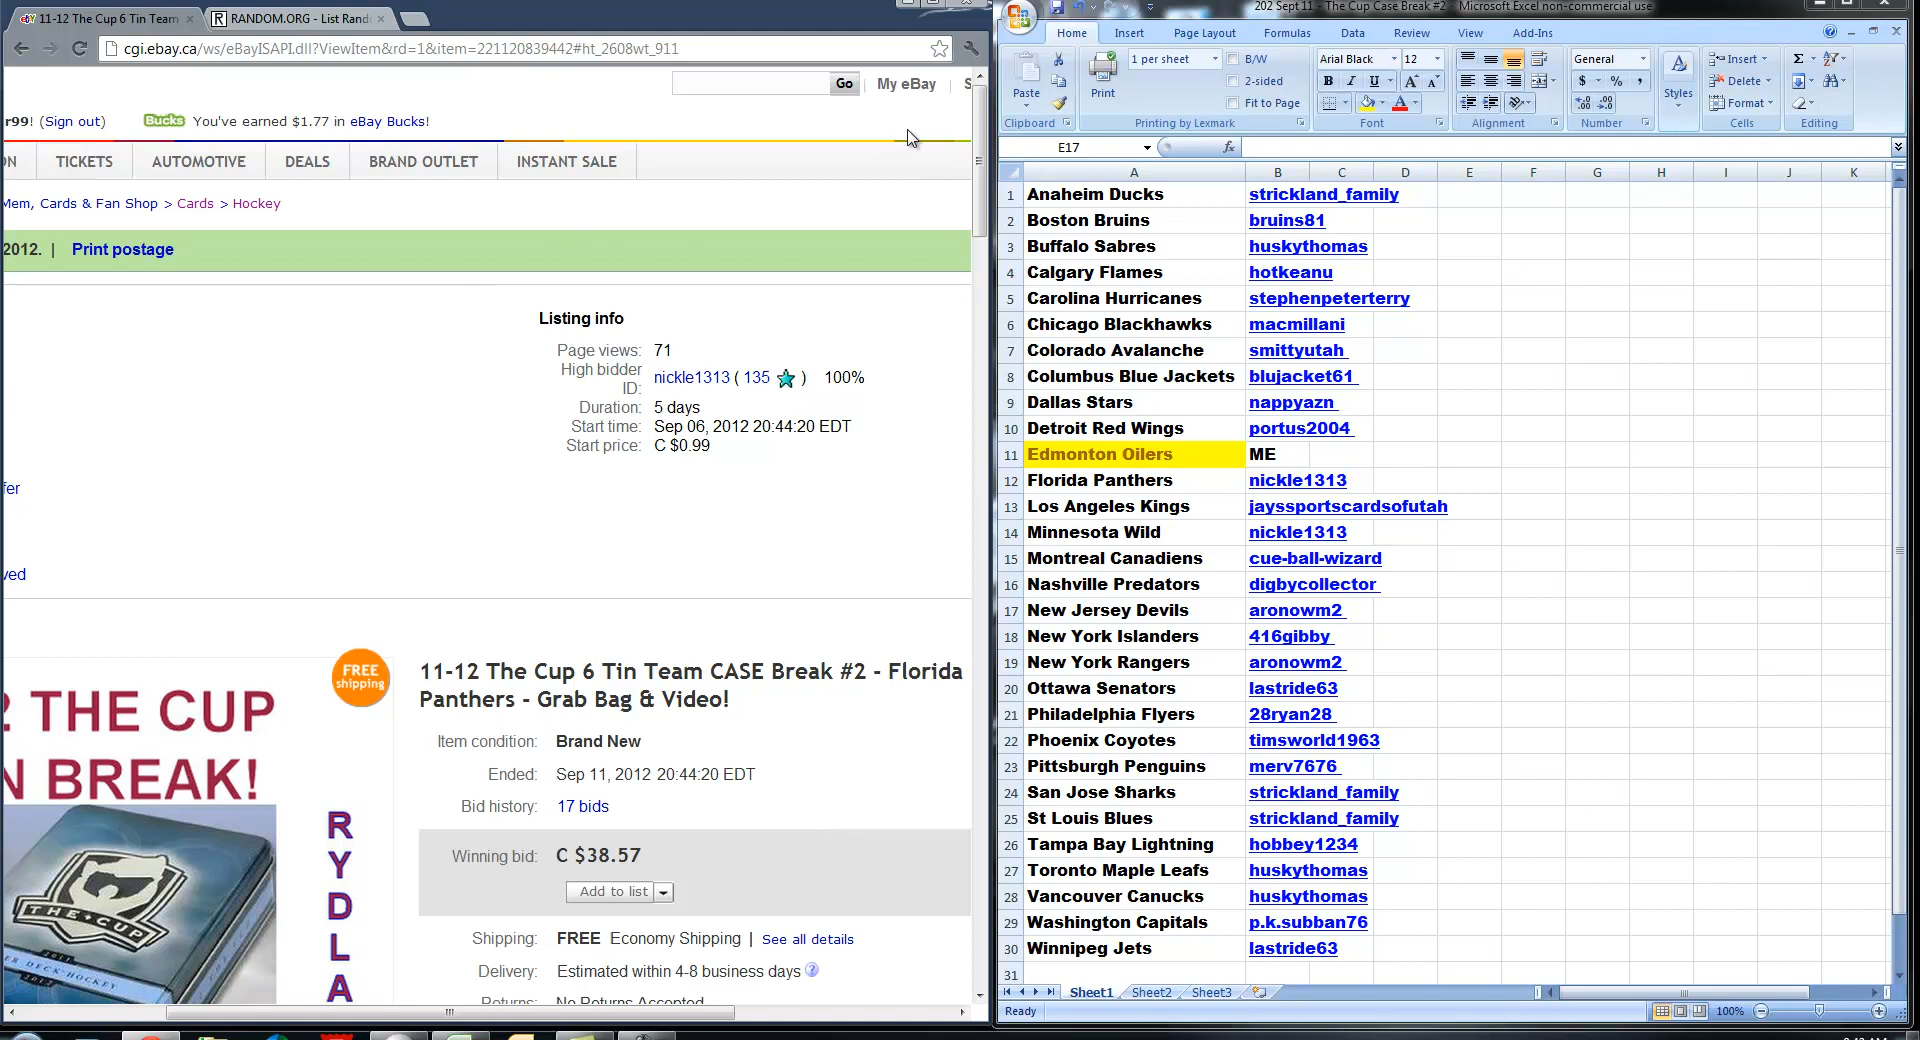 11-12 The Cup 6 Tin Team
RANDOM.ORG - List Rand
cgi.ebay.ca/ws/eBayISAPI.dll?ViewItem&rd=1&item=221120839442#ht_2608wt_911
Go
My eBay
S
r99! (Sign out)
Bucks You've earned $1.77 in eBay Bucks!
ON
TICKETS
AUTOMOTIVE
DEALS
BRAND OUTLET
INSTANT SALE
Mem, Cards & Fan Shop > Cards > Hockey
2012. | Print postage
Listing info
Page views: 71
High bidder ID: nickle1313 ( 135 ) 100%
Duration: 5 days
Start time: Sep 06, 2012 20:44:20 EDT
Start price: C $0.99
fer
ved
FREE
shipping
11-12 The Cup 6 Tin Team CASE Break #2 - Florida
Panthers - Grab Bag & Video!
Item condition: Brand New
Ended: Sep 11, 2012 20:44:20 EDT
Bid history: 17 bids
Winning bid: C $38.57
Add to list
Shipping: FREE Economy Shipping | See all details
Delivery: Estimated within 4-8 business days
Returns: No Returns Accepted
2 THE CUP
N BREAK!
R
Y
D
L
A
THE CUP
202 Sept 11 - The Cup Case Break #2 - Microsoft Excel non-commercial use
Home Insert Page Layout Formulas Data Review View Add-Ins
Paste
Clipboard
Print
1 per sheet
B/W
2-sided
Fit to Page
Printing by Lexmark
Arial Black 12
B I U
Font
Alignment
General
$ % ,
Number
Styles
Insert
Delete
Format
Cells
Editing
E17
fx
A B C D E F G H I J K
1 Anaheim Ducks strickland_family
2 Boston Bruins bruins81
3 Buffalo Sabres huskythomas
4 Calgary Flames hotkeanu
5 Carolina Hurricanes stephenpeterterry
6 Chicago Blackhawks macmillani
7 Colorado Avalanche smittyutah
8 Columbus Blue Jackets blujacket61
9 Dallas Stars nappyazn
10 Detroit Red Wings portus2004
11 Edmonton Oilers ME
12 Florida Panthers nickle1313
13 Los Angeles Kings jayssportscardsofutah
14 Minnesota Wild nickle1313
15 Montreal Canadiens cue-ball-wizard
16 Nashville Predators digbycollector
17 New Jersey Devils aronowm2
18 New York Islanders 416gibby
19 New York Rangers aronowm2
20 Ottawa Senators lastride63
21 Philadelphia Flyers 28ryan28
22 Phoenix Coyotes timsworld1963
23 Pittsburgh Penguins merv7676
24 San Jose Sharks strickland_family
25 St Louis Blues strickland_family
26 Tampa Bay Lightning hobbey1234
27 Toronto Maple Leafs huskythomas
28 Vancouver Canucks huskythomas
29 Washington Capitals p.k.subban76
30 Winnipeg Jets lastride63
31
Sheet1 Sheet2 Sheet3
Ready
100%